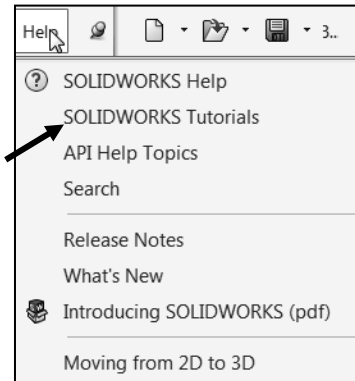 Help 3..
SOLIDWORKS Help
SOLIDWORKS Tutorials
API Help Topics
Search
Release Notes
What's New
Introducing SOLIDWORKS (pdf)
Moving from 2D to 3D